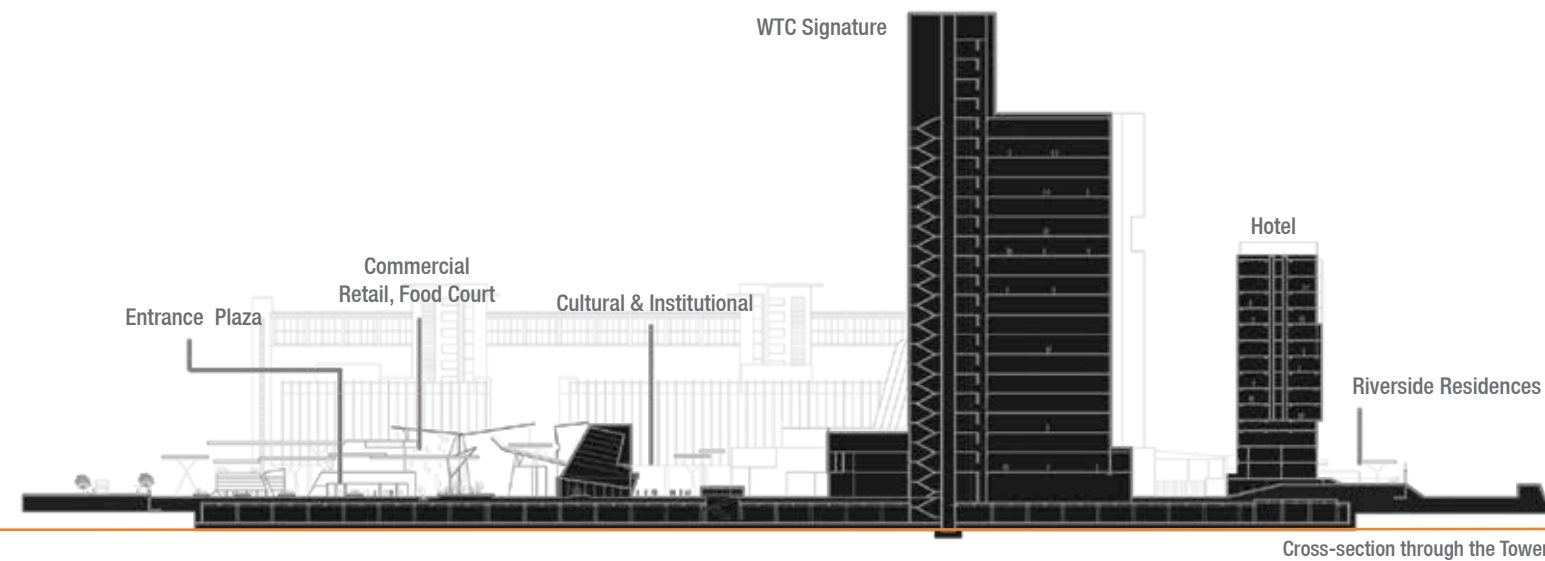 WTC Signature
Hotel
Commercial
Retail, Food Court
Cultural & Institutional
Entrance Plaza
Riverside Residences
Cross-section through the Tower